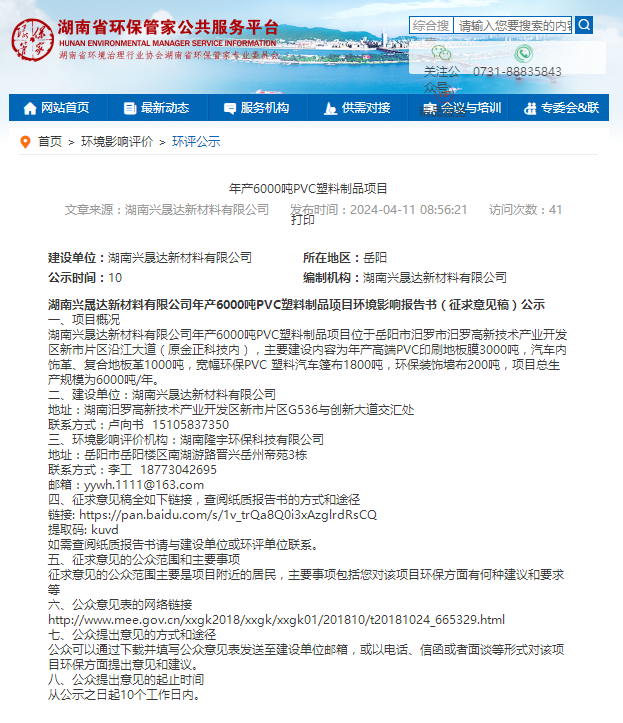 湖南省环保管家公共服务平台
HUNAN ENVIRONMENTAL MANAGER SERVICE INFORMATION
湖南省环境治理行业协会湖南省环保管家专业委员会
综合搜
请输入您要搜索的内容
关注公众号
0731-88835843
网站首页
最新动态
服务机构
供需对接
会议与培训
专委会&联
首页 > 环境影响评价 > 环评公示
年产6000吨PVC塑料制品项目
文章来源：湖南兴晟达新材料有限公司 发布时间：2024-04-11 08:56:21 访问次数：41
打印
建设单位：湖南兴晟达新材料有限公司 所在地区：岳阳
公示时间：10 编制机构：湖南兴晟达新材料有限公司
湖南兴晟达新材料有限公司年产6000吨PVC塑料制品项目环境影响报告书（征求意见稿）公示
一、项目概况
湖南兴晟达新材料有限公司年产6000吨PVC塑料制品项目位于岳阳市汨罗市汨罗高新技术产业开发
区新市片区沿江大道（原金正科技内），主要建设内容为年产高端PVC印刷地板膜3000吨，汽车内
饰革、复合地板革1000吨，宽幅环保PVC 塑料汽车篷布1800吨，环保装饰墙布200吨，项目总生
产规模为6000吨/年。
二、建设单位：湖南兴晟达新材料有限公司
地址：湖南汨罗高新技术产业开发区新市片区G536与创新大道交汇处
联系方式：卢向书 15105837350
三、环境影响评价机构：湖南隆宇环保科技有限公司
地址：岳阳市岳阳楼区南湖游路晋兴岳州帝苑3栋
联系方式：李工 18773042695
邮箱：yywh.1111@163.com
四、征求意见稿全如下链接，查阅纸质报告书的方式和途径
链接: https://pan.baidu.com/s/1v_trQa8Q0i3xAzglrdRsCQ
提取码: kuvd
如需查阅纸质报告书请与建设单位或环评单位联系。
五、征求意见的公众范围和主要事项
征求意见的公众范围主要是项目附近的居民，主要事项包括您对该项目环保方面有何种建议和要求
等
六、公众意见表的网络链接
http://www.mee.gov.cn/xxgk2018/xxgk/xxgk01/201810/t20181024_665329.html
七、公众提出意见的方式和途径
公众可以通过下载并填写公众意见表发送至建设单位邮箱，或以电话、信函或者面谈等形式对该项
目环保方面提出意见和建议。
八、公众提出意见的起止时间
从公示之日起10个工作日内。